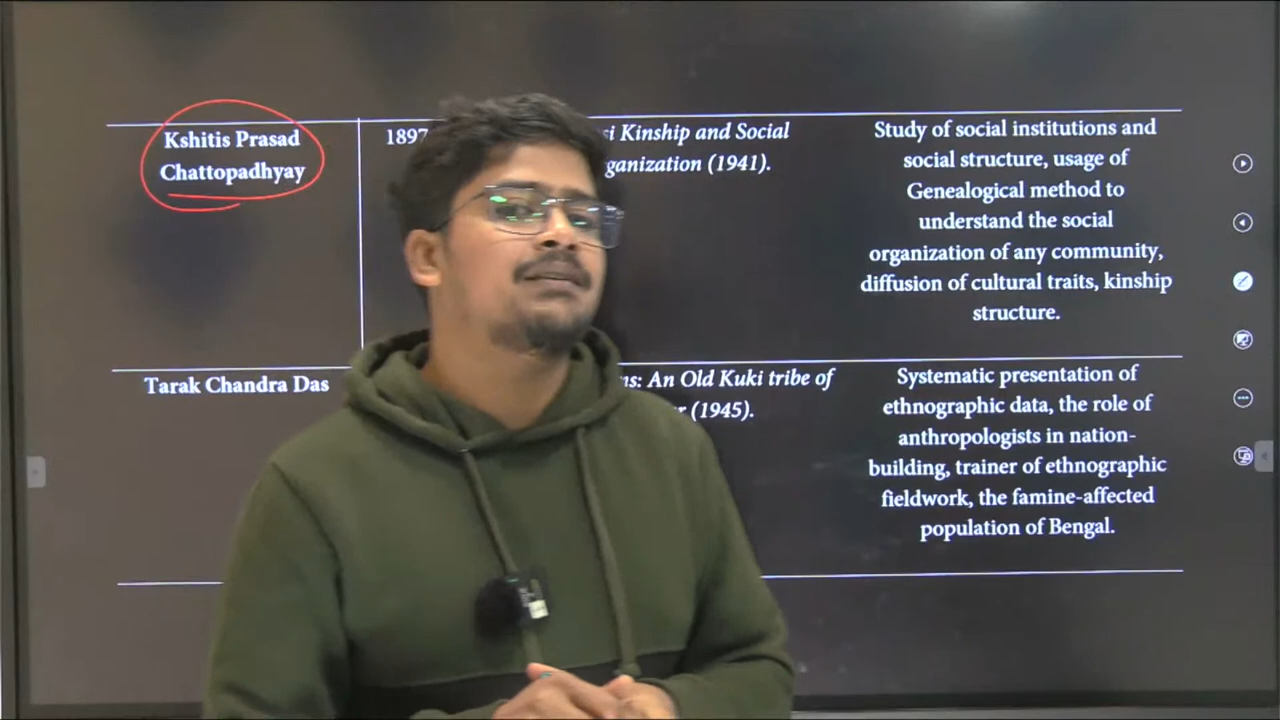 Kshitis Prasad
Chattopadhyay
1897
Kinship and Social
(1941).
Study of social institutions and
social structure, usage of
Genealogical method to
understand the social
organization of any community,
diffusion of cultural traits, kinship
structure.
Tarak Chandra Das
An Old Kuki tribe of
(1945).
Systematic presentation of
ethnographic data, the role of
anthropologists in nation-
building, trainer of ethnographic
fieldwork, the famine-affected
population of Bengal.